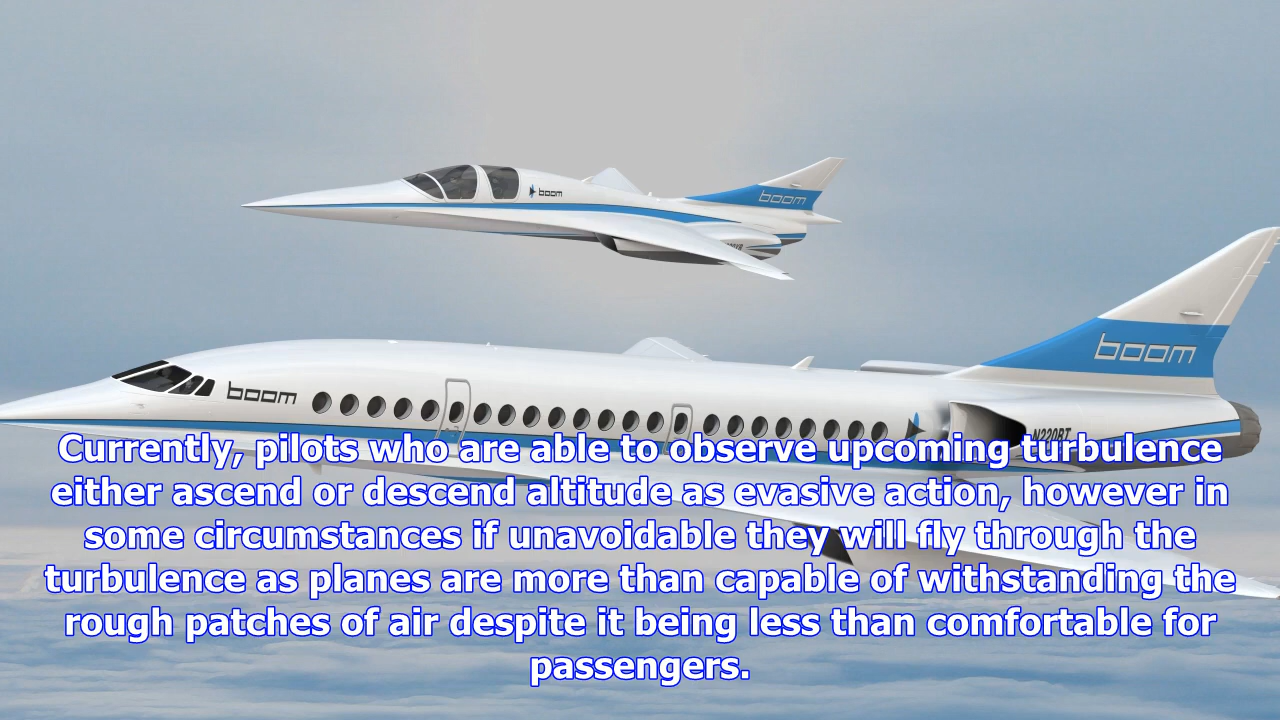 boom
boom
boom
boom
N220BT
Currently, pilots who are able to observe upcoming turbulence
either ascend or descend altitude as evasive action, however in
some circumstances if unavoidable they will fly through the
turbulence as planes are more than capable of withstanding the
rough patches of air despite it being less than comfortable for
passengers.